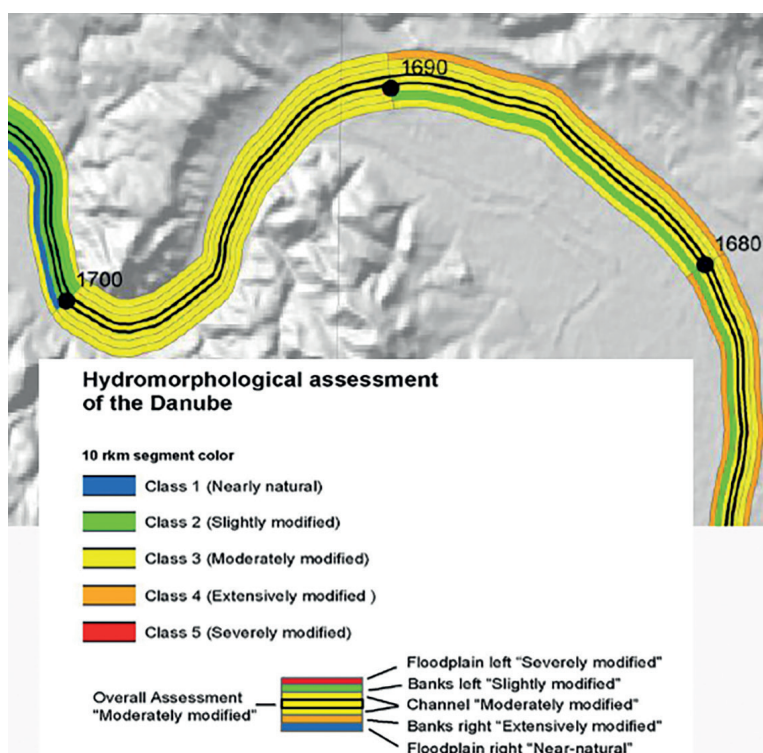 1690
1680
1700
Hydromorphological assessment
of the Danube
10 rkm segment color
Class 1 (Nearly natural)
Class 2 (Slightly modified)
Class 3 (Moderately modified)
Class 4 (Extensively modified )
Class 5 (Severely modified)
Floodplain left "Severely modified"
Banks left "Slightly modified"
Overall Assessment
"Moderately modified"
Channel "Moderately modified"
Banks right "Extensively modified"
Floodplain right "Near-natural"